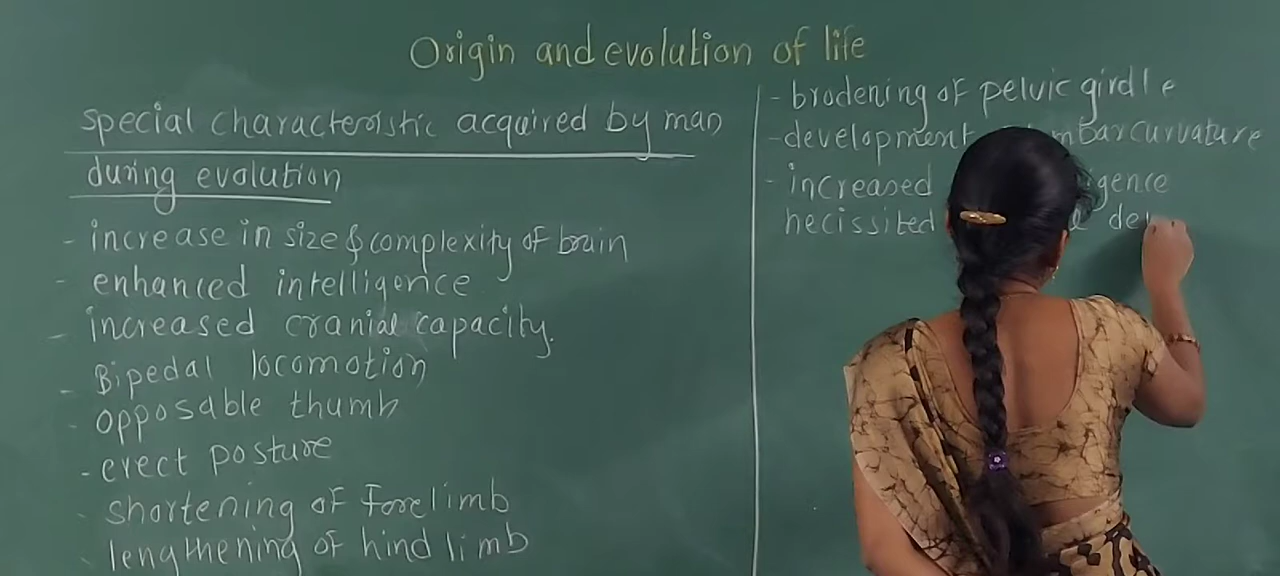 Origin and evolution of life
special characteristic acquired by man
during evolution
- increase in size & complexity of brain
- enhanced intelligence
- increased cranial capacity.
- Bipedal locomotion
- opposable thumb
- erect posture
- shortening of Forelimb
- lengthening of hind limb
- brodening of pelvic girdle
- development curvature
- increased
necissited